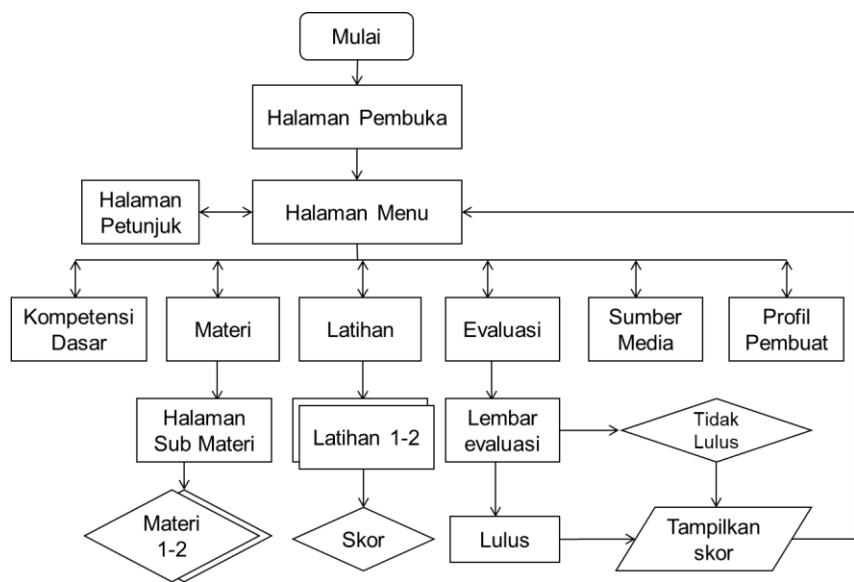 Mulai
Halaman Pembuka
Halaman
Petunjuk
Halaman Menu
Kompetensi
Dasar
Materi
Latihan
Evaluasi
Sumber
Media
Profil
Pembuat
Halaman
Sub Materi
Latihan 1-2
Lembar
evaluasi
Tidak
Lulus
Materi
1-2
Skor
Lulus
Tampilkan
skor